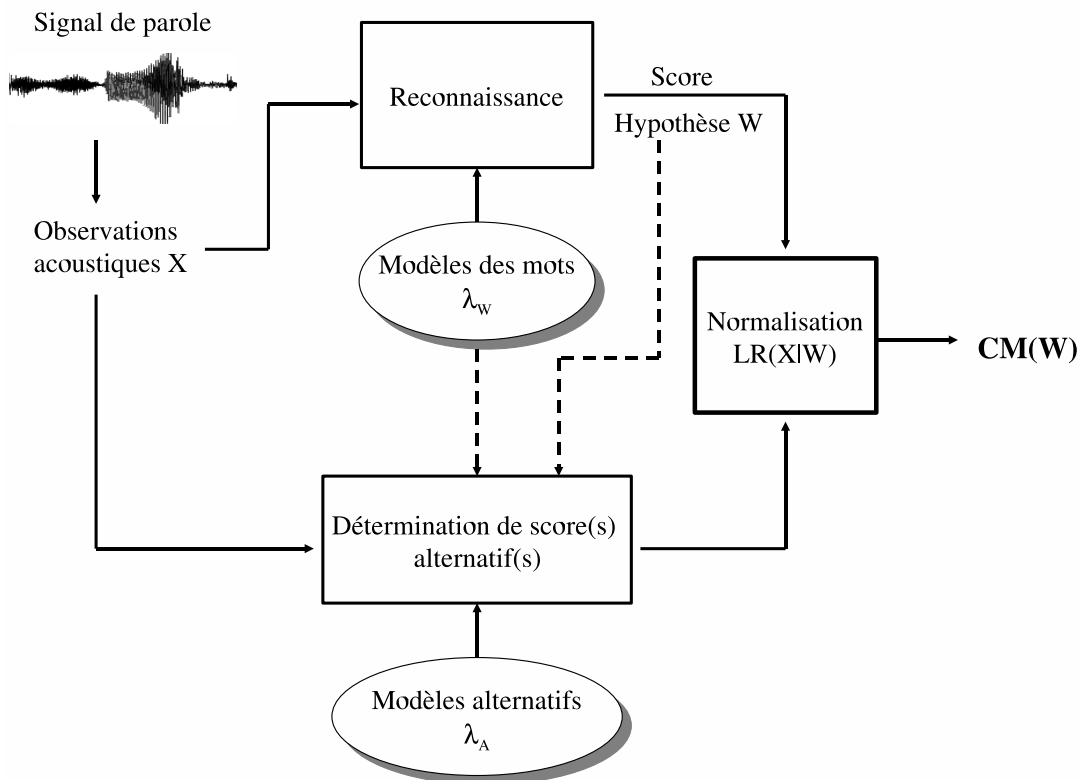 Signal de parole
Reconnaissance
Score
Hypothèse W
Observations
acoustiques X
Modèles des mots
λW
Normalisation
LR(X|W)
CM(W)
Détermination de score(s)
alternatif(s)
Modèles alternatifs
λA